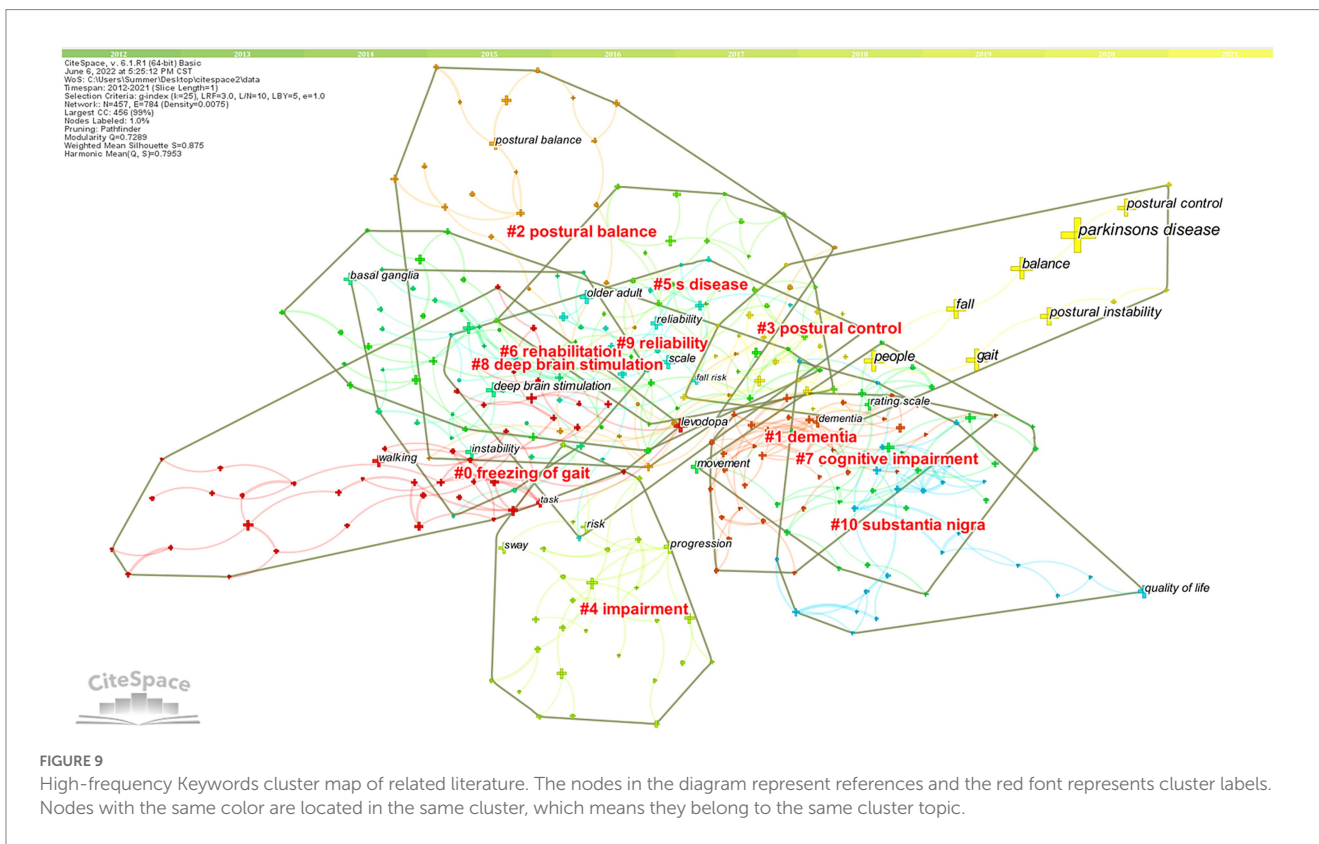 2012 2013 2014 2015 2016 2017 2018 2019 2020 2021
CiteSpace, v. 6.1.R1 (64-bit) Basic
June 6, 2022 at 5:25:12 PM CST
WoS: C:\Users\Summer\Desktop\citespace2\data
Timespan: 2012-2021 (Slice Length=1)
Selection Criteria: g-index (k=25), LRF=3.0, L/N=10, LBY=5, e=1.0
Network: N=457, E=784 (Density=0.0075)
Largest CC: 456 (99%)
Nodes Labeled: 1.0%
Pruning: Pathfinder
Modularity Q=0.7289
Weighted Mean Silhouette S=0.875
Harmonic Mean(Q, S)=0.7953
postural balance
postural control
parkinsons disease
#2 postural balance
balance
basal ganglia
#5 s disease
older adult
fall
postural instability
reliability
#3 postural control
#9 reliability
#6 rehabilitation
scale
people
gait
#8 deep brain stimulation
fall risk
deep brain stimulation
rating scale
levodopa
dementia
#1 dementia
instability
walking
movement
#7 cognitive impairment
#0 freezing of gait
task
risk
#10 substantia nigra
sway
progression
quality of life
#4 impairment
CiteSpace
FIGURE 9
High-frequency Keywords cluster map of related literature. The nodes in the diagram represent references and the red font represents cluster labels.
Nodes with the same color are located in the same cluster, which means they belong to the same cluster topic.